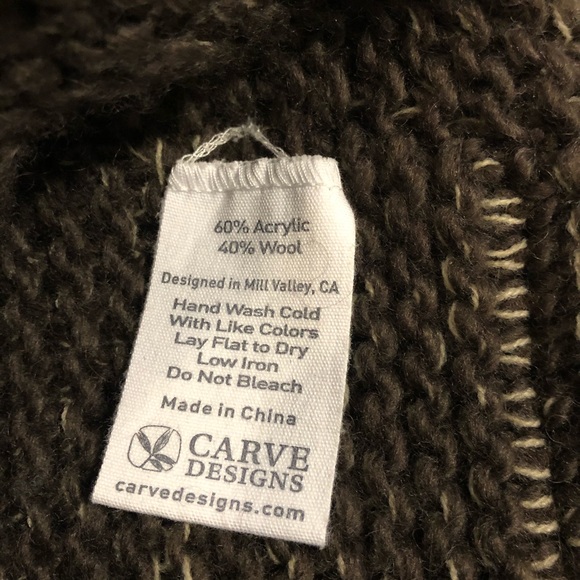 60% Acrylic
40% Wool
Designed in Mill Valley, CA
Hand Wash Cold
With Like Colors
Lay Flat to Dry
Low Iron
Do Not Bleach
Made in China
CARVE
DESIGNS
carvedesigns.com